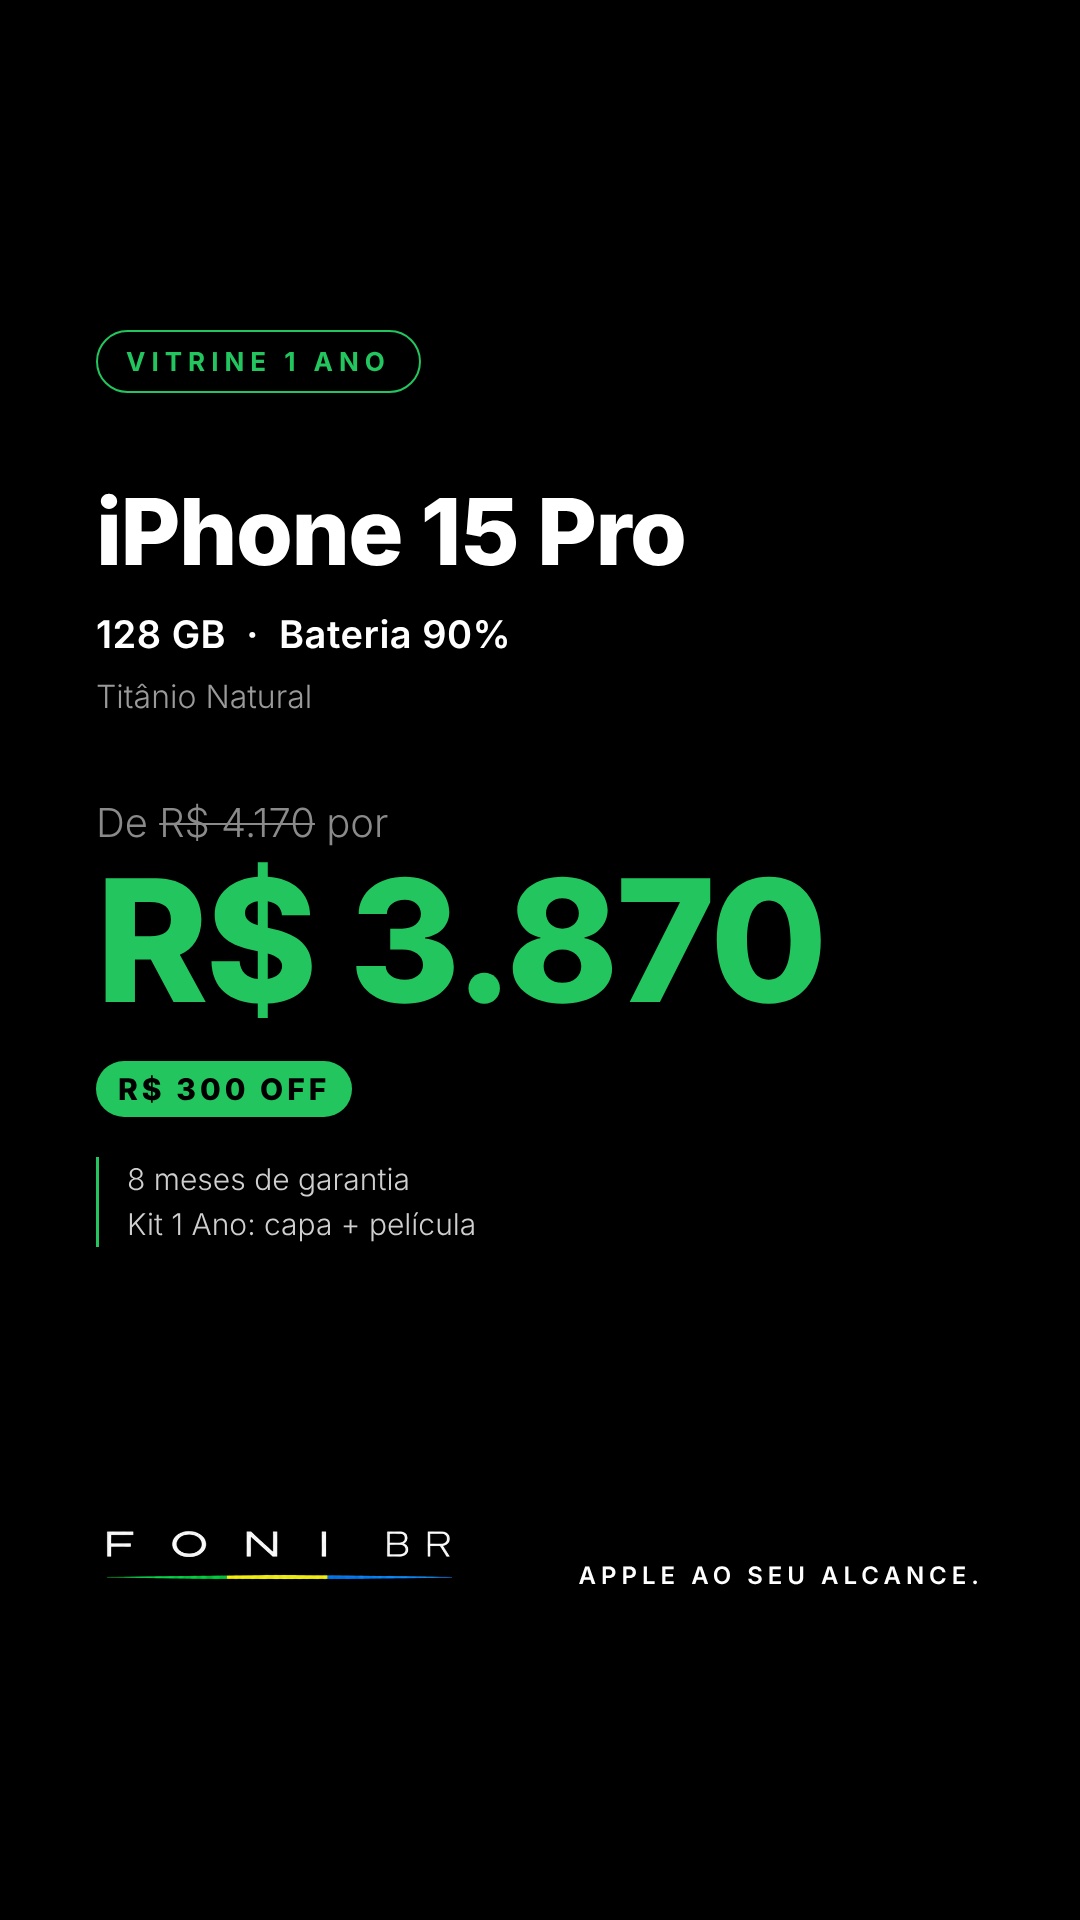 VITRINE 1 ANO
iPhone 15 Pro
128 GB · Bateria 90%
Titânio Natural
De R$ 4.170 por
R$ 3.870
R$ 300 OFF
8 meses de garantia
Kit 1 Ano: capa + película
FONI BR
APPLE AO SEU ALCANCE.